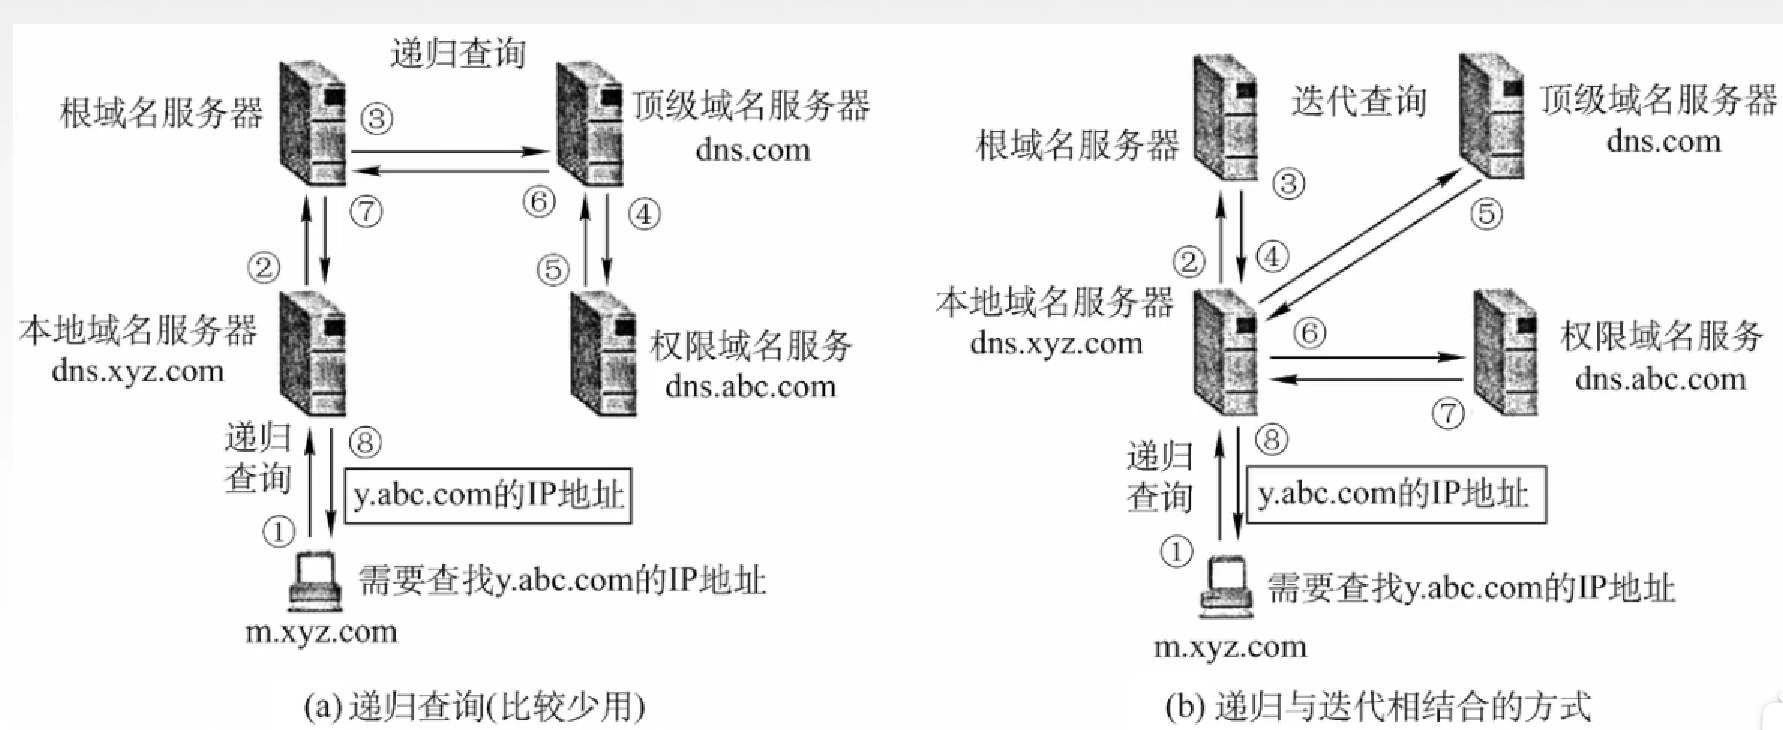 递归查询
根域名服务器
③
顶级域名服务器
dns.com
⑥
④
⑦
②
⑤
本地域名服务器
dns.xyz.com
权限域名服务
dns.abc.com
递归
查询
⑧
y.abc.com的IP地址
①
需要查找y.abc.com的IP地址
m.xyz.com
(a) 递归查询(比较少用)
迭代查询
根域名服务器
顶级域名服务器
dns.com
③
⑤
②
④
本地域名服务器
dns.xyz.com
⑥
权限域名服务
dns.abc.com
⑦
递归
查询
⑧
y.abc.com的IP地址
①
需要查找y.abc.com的IP地址
m.xyz.com
(b) 递归与迭代相结合的方式